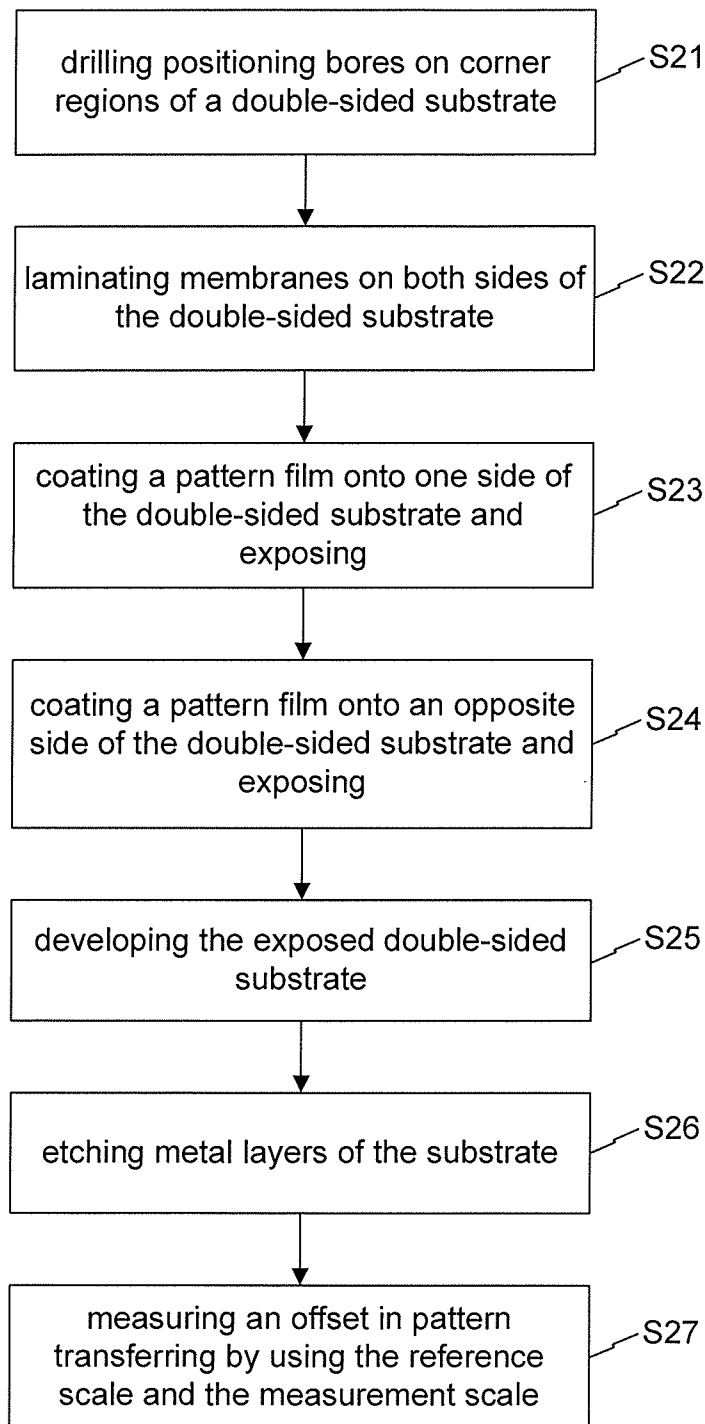 drilling positioning bores on corner
regions of a double-sided substrate
S21
laminating membranes on both sides of
the double-sided substrate
S22
coating a pattern film onto one side of
the double-sided substrate and
exposing
S23
coating a pattern film onto an opposite
side of the double-sided substrate and
exposing
S24
developing the exposed double-sided
substrate
S25
etching metal layers of the substrate
S26
measuring an offset in pattern
transferring by using the reference
scale and the measurement scale
S27